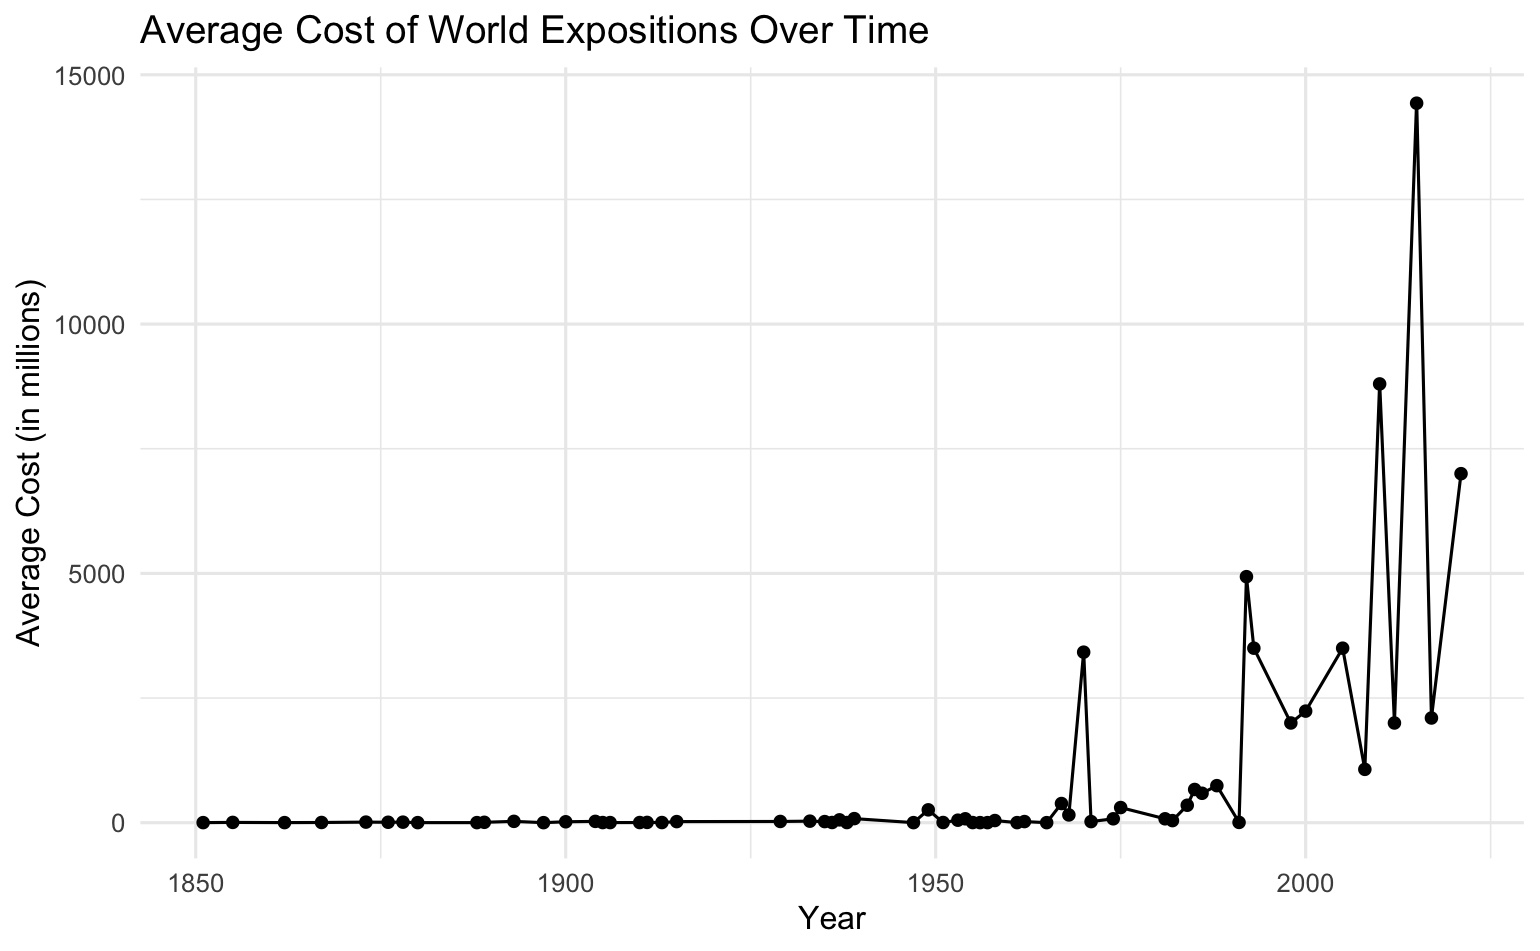 Average Cost of World Expositions Over Time
Average Cost (in millions)
15000
10000
5000
0
1850
1900
1950
2000
Year